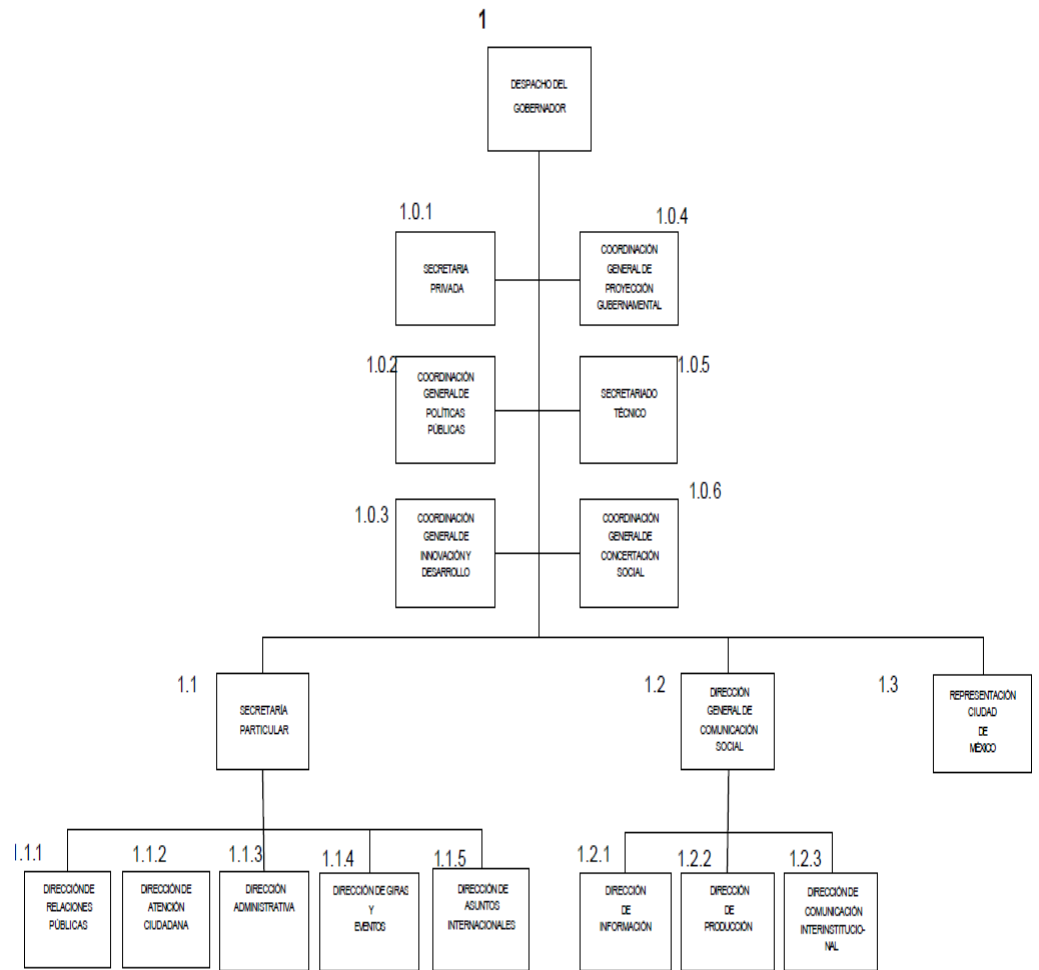 1
DESPACHO DEL
GOBERNADOR
1.0.1
SECRETARIA
PRIVADA
1.0.4
COORDINACIÓN
GENERAL DE
PROYECCIÓN
GUBERNAMENTAL
1.0.2
COORDINACIÓN
GENERAL DE
POLÍTICAS
PÚBLICAS
1.0.5
SECRETARIADO
TÉCNICO
1.0.3
COORDINACIÓN
GENERAL DE
INNOVACIÓN Y
DESARROLLO
1.0.6
COORDINACIÓN
GENERAL DE
CONCERTACIÓN
SOCIAL
1.1
SECRETARÍA
PARTICULAR
1.2
DIRECCIÓN
GENERAL DE
COMUNICACIÓN
SOCIAL
1.3
REPRESENTACIÓN
CIUDAD
DE
MÉXICO
1.1.1
DIRECCIÓN DE
RELACIONES
PÚBLICAS
1.1.2
DIRECCIÓN DE
ATENCIÓN
CIUDADANA
1.1.3
DIRECCIÓN
ADMINISTRATIVA
1.1.4
DIRECCIÓN DE GIRAS
Y
EVENTOS
1.1.5
DIRECCIÓN DE
ASUNTOS
INTERNACIONALES
1.2.1
DIRECCIÓN
DE
INFORMACIÓN
1.2.2
DIRECCIÓN
DE
PRODUCCIÓN
1.2.3
DIRECCIÓN DE
COMUNICACIÓN
INTERINSTITUCIO-
NAL